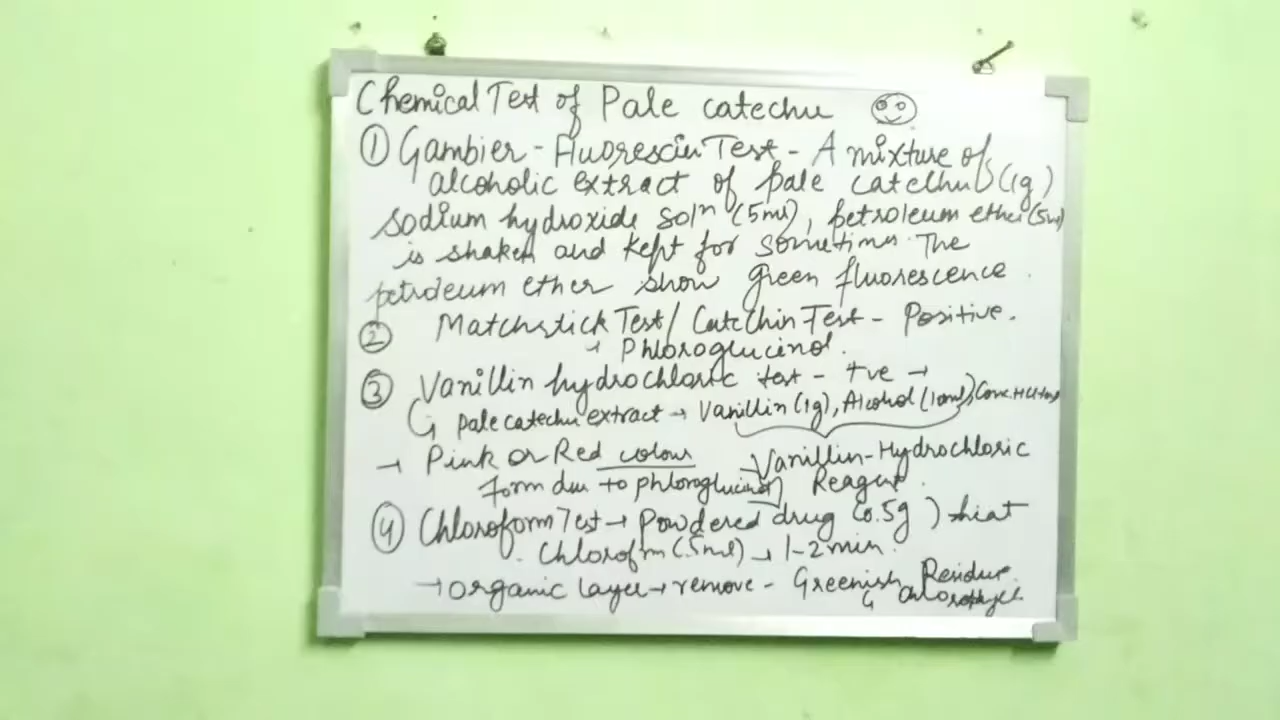 Chemical Test of Pale catechu
① Gambier - Fluorescin Test - A mixture of
alcoholic extract of pale catechu (1g)
sodium hydroxide solⁿ (5ml), petroleum ether (5ml)
is shaken and kept for sometime. The
petroleum ether show green fluorescence.
② Matchstick Test / Catechin Test - Positive.
→ Phloroglucinol.
③ Vanillin hydrochloric test - +ve →
↳ pale catechu extract → Vanillin (1g), Alcohol (10ml), Conc. HCl
→ Pink or Red colour → Vanillin-Hydrochloric
form due to phloroglucinol Reagent.
④ Chloroform Test → Powdered drug (0.5g) heat
Chlorofm (5ml) → 1-2 min.
→ organic layer → remove - Greenish Residue
↳